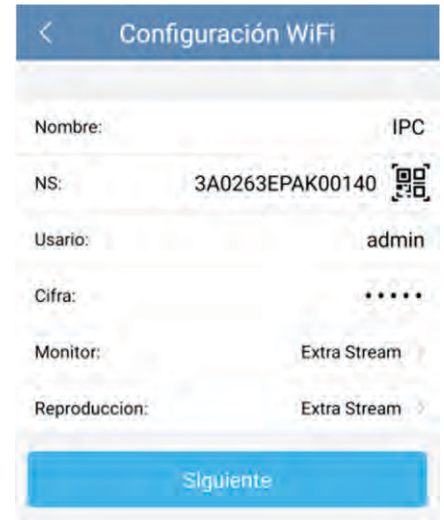 Configuración WiFi
Nombre: IPC
NS: 3A0263EPAK00140
Usario: admin
Cifra: •••••
Monitor: Extra Stream
Reproduccion: Extra Stream
Siguiente